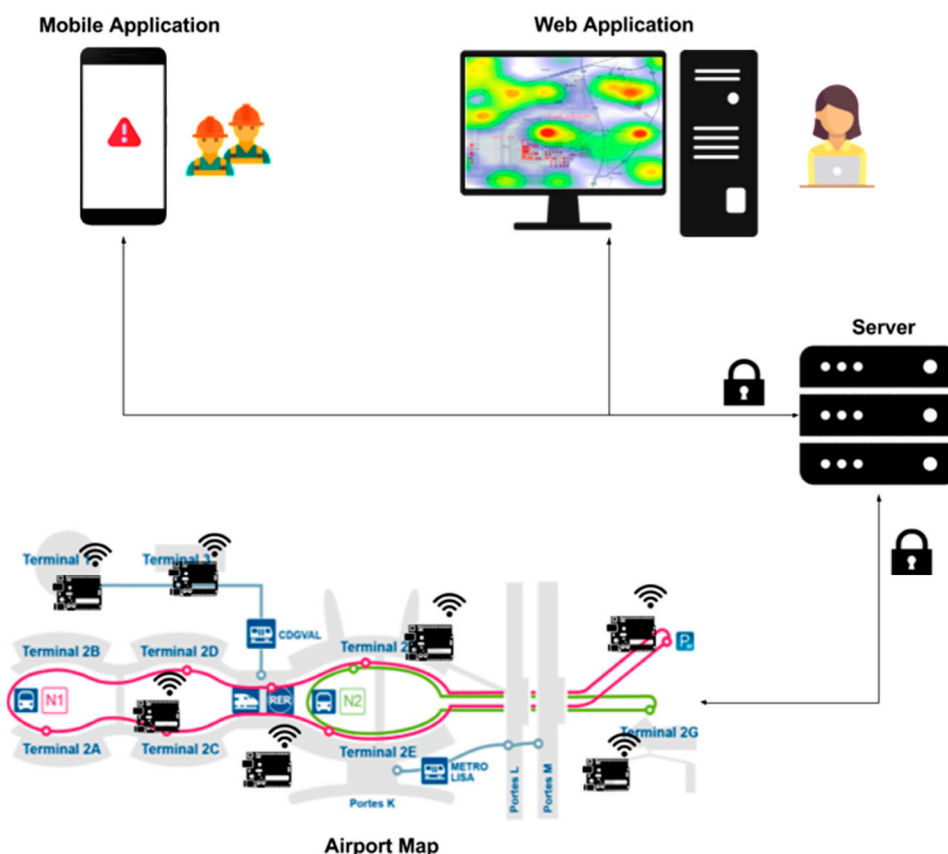 Mobile Application
Web Application
Server
Terminal 1
Terminal 3
CDGVAL
Terminal 2B
Terminal 2D
Terminal 2
N1
RER
N2
P
Terminal 2A
Terminal 2C
Terminal 2E
Terminal 2G
METRO
LISA
Portes K
Portes L
Portes M
Airport Map